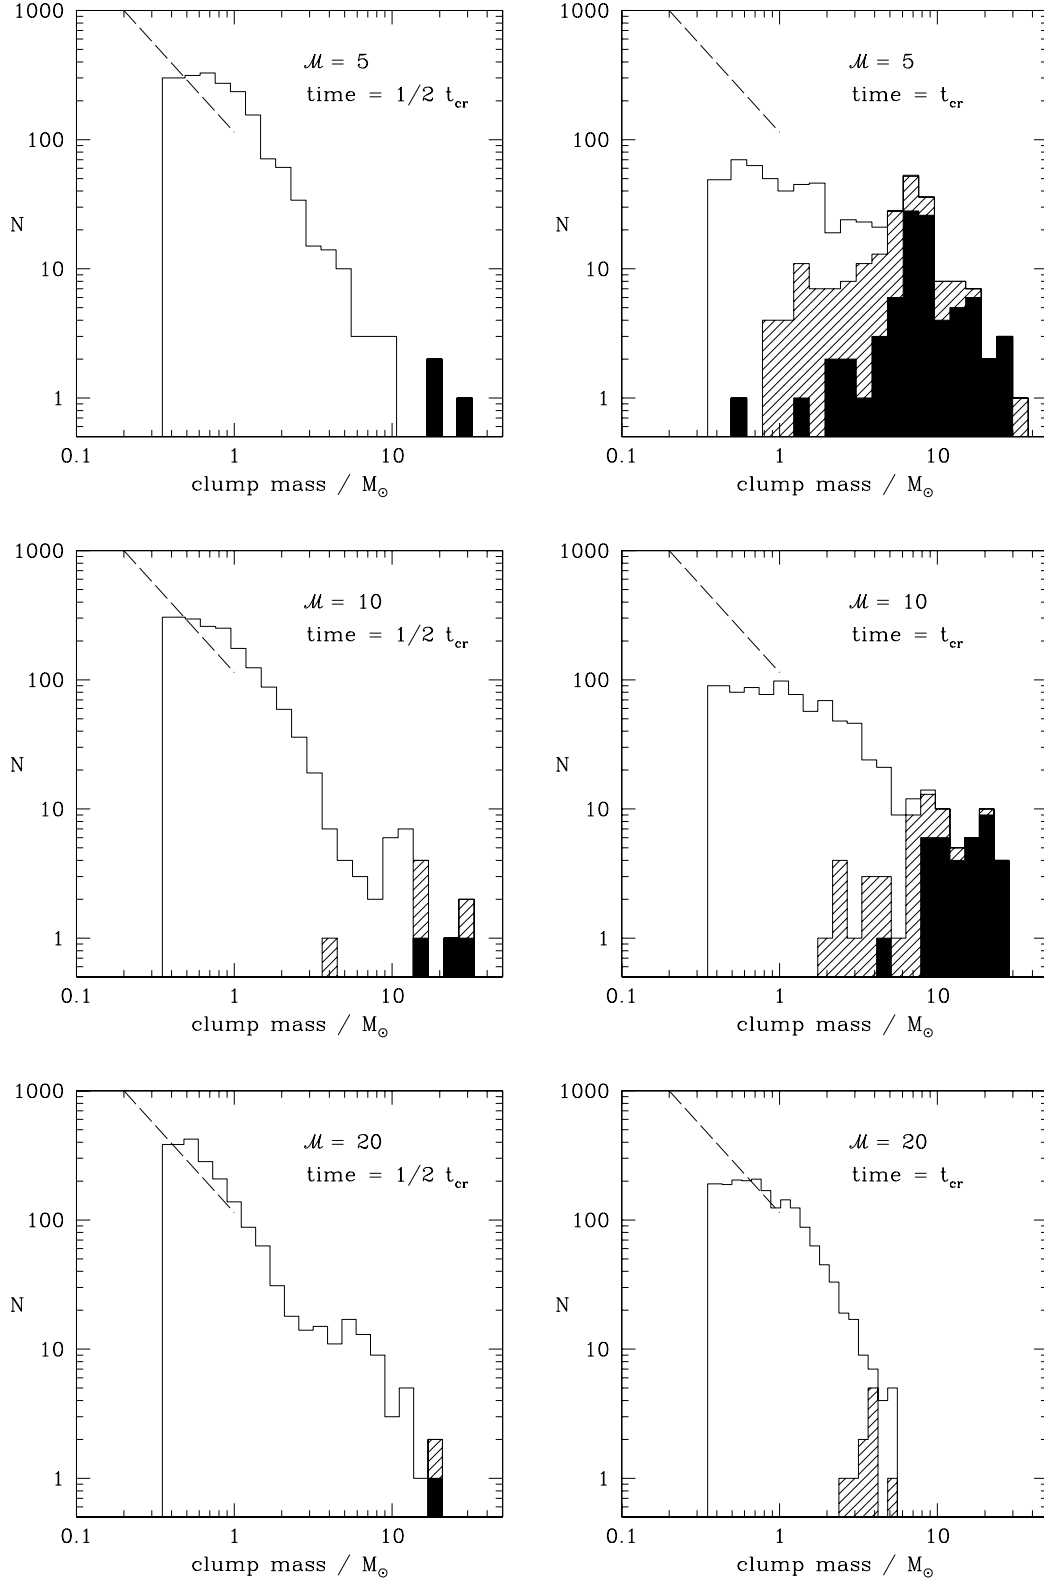 1000 1000
ℳ = 5 ℳ = 5
time = 1/2 t_cr time = t_cr
100 100
N N
10 10
1 1
0.1 1 10 0.1 1 10
clump mass / M⊙ clump mass / M⊙
1000 1000
ℳ = 10 ℳ = 10
time = 1/2 t_cr time = t_cr
100 100
N N
10 10
1 1
0.1 1 10 0.1 1 10
clump mass / M⊙ clump mass / M⊙
1000 1000
ℳ = 20 ℳ = 20
time = 1/2 t_cr time = t_cr
100 100
N N
10 10
1 1
0.1 1 10 0.1 1 10
clump mass / M⊙ clump mass / M⊙